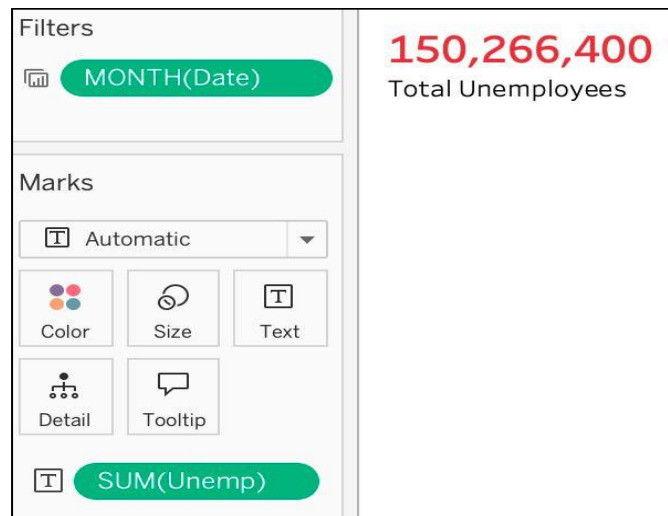 Filters
MONTH(Date)
Marks
T Automatic
Color Size T Text
Detail Tooltip
T SUM(Unemp)
150,266,400
Total Unemployees